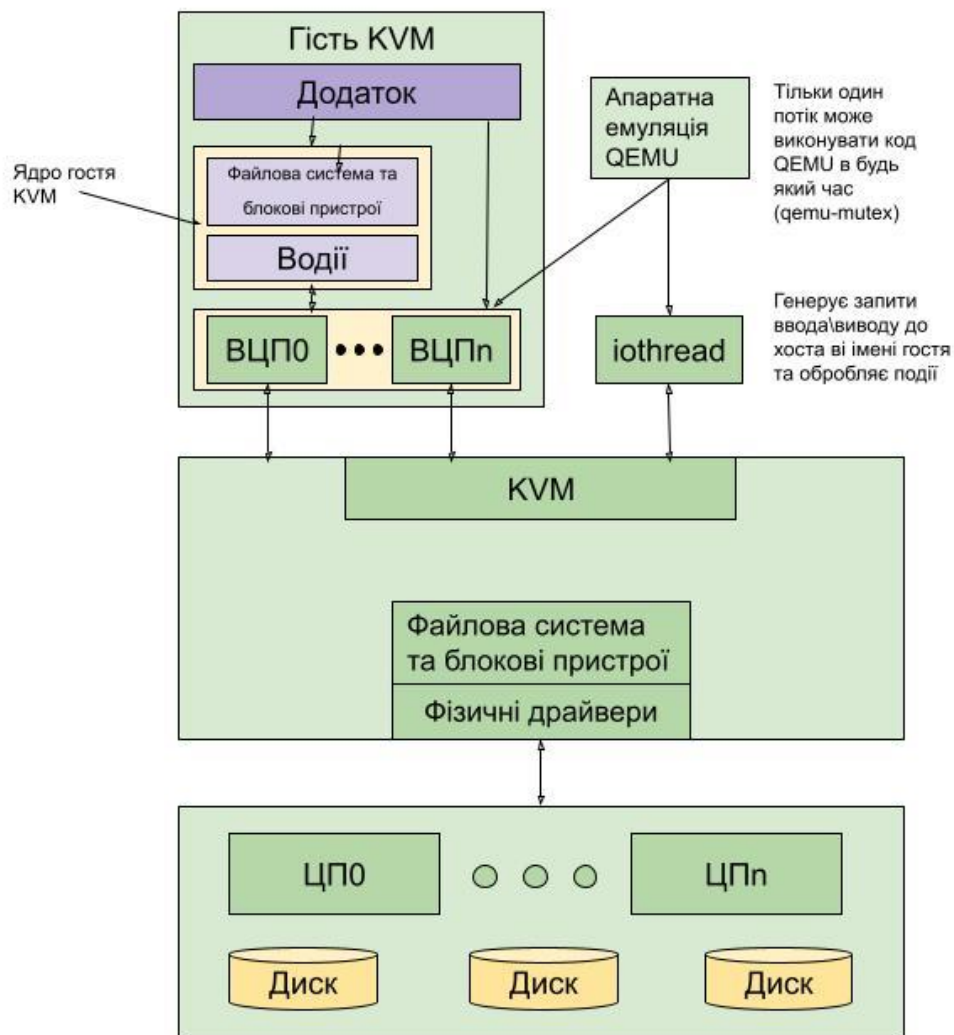 Гість KVM
Додаток
Ядро гостя
KVM
Файлова система та
блокові пристрої
Водії
ВЦП0
ВЦПn
Апаратна
емуляція
QEMU
Тільки один
потік може
виконувати код
QEMU в будь
який час
(qemu-mutex)
iothread
Генерує запити
ввода\виводу до
хоста ві імені гостя
та обробляє події
KVM
Файлова система
та блокові пристрої
Фізичні драйвери
ЦП0
ЦПn
Диск
Диск
Диск